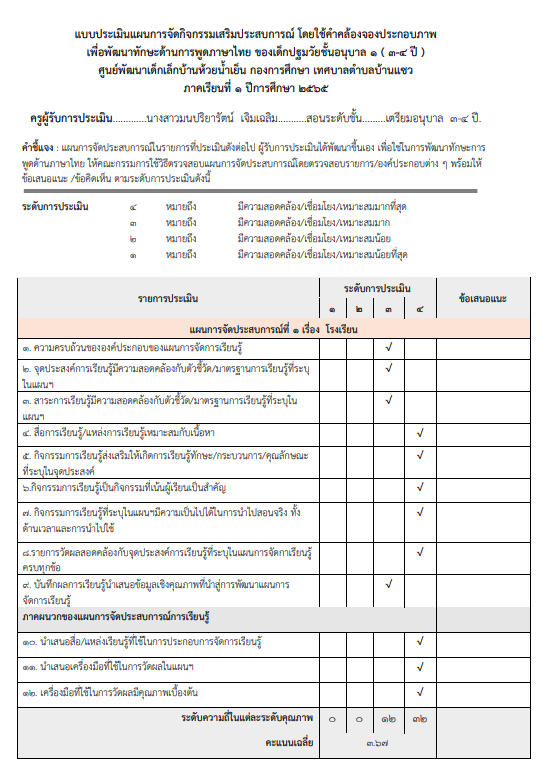 แบบประเมินแผนการจัดกิจกรรมเสริมประสบการณ์ โดยใช้คำคล้องจองประกอบภาพ
เพื่อพัฒนาทักษะด้านการพูดภาษาไทย ของเด็กปฐมวัยชั้นอนุบาล ๑ ( ๓-๔ ปี )
ศูนย์พัฒนาเด็กเล็กบ้านห้วยน้ำเย็น กองการศึกษา เทศบาลตำบลบ้านแซว
ภาคเรียนที่ ๑ ปีการศึกษา ๒๕๖๕
ครูผู้รับการประเมิน............นางสาวมนปริยารัตน์ เจิมเฉลิม..........สอนระดับชั้น.........เตรียมอนุบาล ๓-๔ ปี.
คำชี้แจง : แผนการจัดประสบการณ์ในรายการที่ประเมินดังต่อไป ผู้รับการประเมินได้พัฒนาขึ้นเอง เพื่อใช้ในการพัฒนาทักษะการ
พูดด้านภาษาไทย ให้คณะกรรมการใช้วิธีตรวจสอบแผนการจัดประสบการณ์โดยตรวจสอบรายการ/องค์ประกอบต่าง ๆ พร้อมให้
ข้อเสนอแนะ /ข้อคิดเห็น ตามระดับการประเมินดังนี้
ระดับการประเมิน ๔ หมายถึง มีความสอดคล้อง/เชื่อมโยง/เหมาะสมมากที่สุด
๓ หมายถึง มีความสอดคล้อง/เชื่อมโยง/เหมาะสมมาก
๒ หมายถึง มีความสอดคล้อง/เชื่อมโยง/เหมาะสมน้อย
๑ หมายถึง มีความสอดคล้อง/เชื่อมโยง/เหมาะสมน้อยที่สุด
รายการประเมิน ระดับการประเมิน ข้อเสนอแนะ
๑ ๒ ๓ ๔
แผนการจัดประสบการณ์ที่ ๑ เรื่อง โรงเรียน
๑. ความครบถ้วนขององค์ประกอบของแผนการจัดการเรียนรู้ √
๒. จุดประสงค์การเรียนรู้มีความสอดคล้องกับตัวชี้วัด/มาตรฐานการเรียนรู้ที่ระบุ √
ในแผนฯ
๓. สาระการเรียนรู้มีความสอดคล้องกับตัวชี้วัด/มาตรฐานการเรียนรู้ที่ระบุใน √
แผนฯ
๔. สื่อการเรียนรู้/แหล่งการเรียนรู้เหมาะสมกับเนื้อหา √
๕. กิจกรรมการเรียนรู้ส่งเสริมให้เกิดการเรียนรู้ทักษะ/กระบวนการ/คุณลักษณะ √
ที่ระบุในจุดประสงค์
๖.กิจกรรมการเรียนรู้เป็นกิจกรรมที่เน้นผู้เรียนเป็นสำคัญ √
๗. กิจกรรมการเรียนรู้ที่ระบุในแผนฯมีความเป็นไปได้ในการนำไปสอนจริง ทั้ง √
ด้านเวลาและการนำไปใช้
๘.รายการวัดผลสอดคล้องกับจุดประสงค์การเรียนรู้ที่ระบุในแผนการจัดการเรียนรู้ √
ครบทุกข้อ
๙. บันทึกผลการเรียนรู้นำเสนอข้อมูลเชิงคุณภาพที่นำสู่การพัฒนาแผนการ √
จัดการเรียนรู้
ภาคผนวกของแผนการจัดประสบการณ์การเรียนรู้
๑๐. นำเสนอสื่อ/แหล่งเรียนรู้ที่ใช้ในการประกอบการจัดการเรียนรู้ √
๑๑. นำเสนอเครื่องมือที่ใช้ในการวัดผลในแผนฯ √
๑๒. เครื่องมือที่ใช้ในการวัดผลมีคุณภาพเบื้องต้น √
ระดับความถี่ในแต่ละระดับคุณภาพ ๐ ๐ ๑๒ ๓๒
คะแนนเฉลี่ย ๓.๖๗